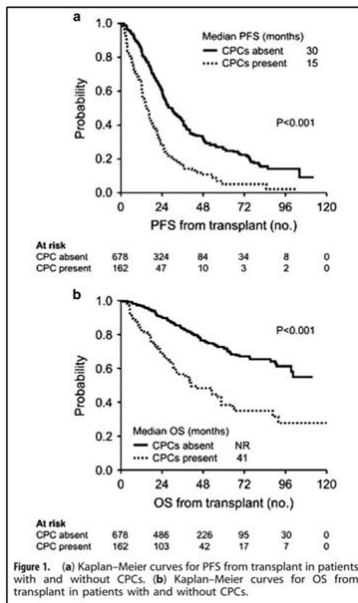 a
Median PFS (months)
CPCs absent 30
CPCs present 15
P<0.001
Probability
1.0
0.8
0.6
0.4
0.2
0.0
0 24 48 72 96 120
PFS from transplant (no.)
At risk
CPC absent 678 324 84 34 8 0
CPC present 162 47 10 3 2 0
b
P<0.001
Probability
1.0
0.8
0.6
0.4
0.2
0.0
Median OS (months)
CPCs absent NR
CPCs present 41
0 24 48 72 96 120
OS from transplant (no.)
At risk
CPC absent 678 486 226 95 30 0
CPC present 162 103 42 17 7 0
Figure 1. (a) Kaplan–Meier curves for PFS from transplant in patients
with and without CPCs. (b) Kaplan–Meier curves for OS from
transplant in patients with and without CPCs.